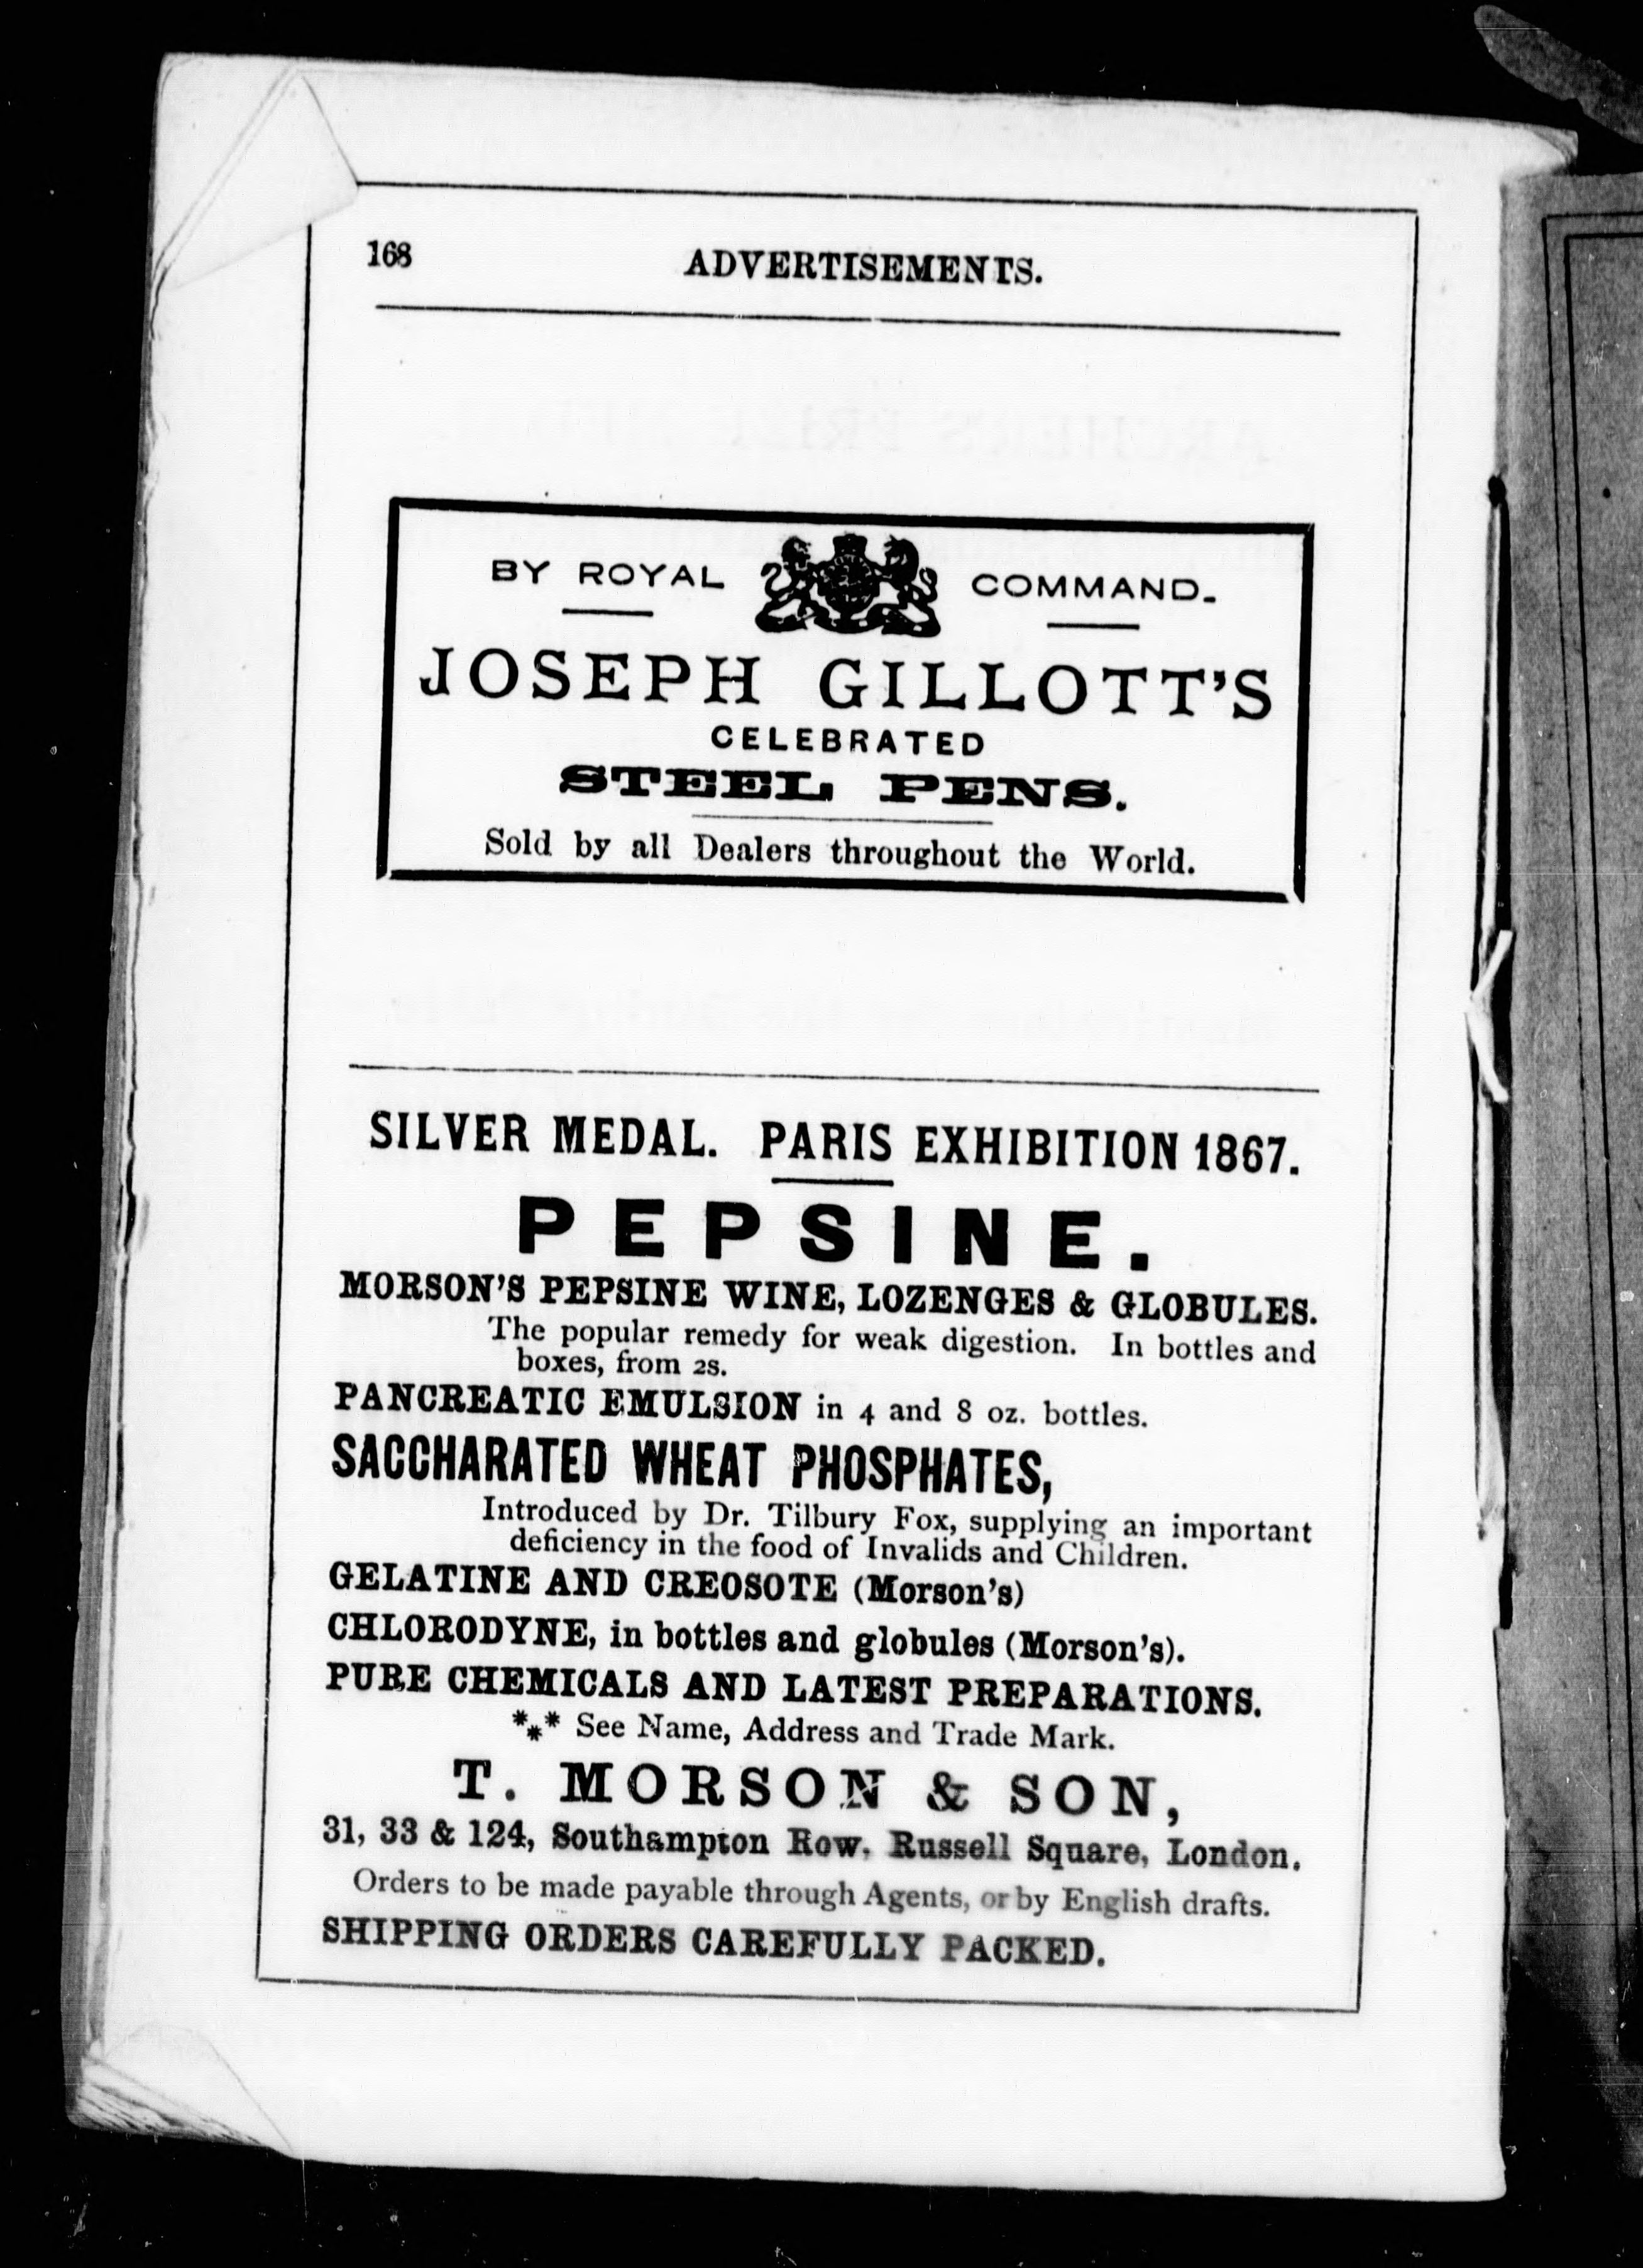 168
ADVERTISEMENTS.
BY ROYAL COMMAND.
JOSEPH GILLOTT'S
CELEBRATED
STEEL PENS.
Sold by all Dealers throughout the World.
SILVER MEDAL. PARIS EXHIBITION 1867.
PEPSINE.
MORSON'S PEPSINE WINE, LOZENGES & GLOBULES.
The popular remedy for weak digestion. In bottles and
boxes, from 2s.
PANCREATIC EMULSION in 4 and 8 oz. bottles.
SACCHARATED WHEAT PHOSPHATES,
Introduced by Dr. Tilbury Fox, supplying an important
deficiency in the food of Invalids and Children.
GELATINE AND CREOSOTE (Morson's)
CHLORODYNE, in bottles and globules (Morson's).
PURE CHEMICALS AND LATEST PREPARATIONS.
*** See Name, Address and Trade Mark.
T. MORSON & SON,
31, 33 & 124, Southampton Row, Russell Square, London.
Orders to be made payable through Agents, or by English drafts.
SHIPPING ORDERS CAREFULLY PACKED.